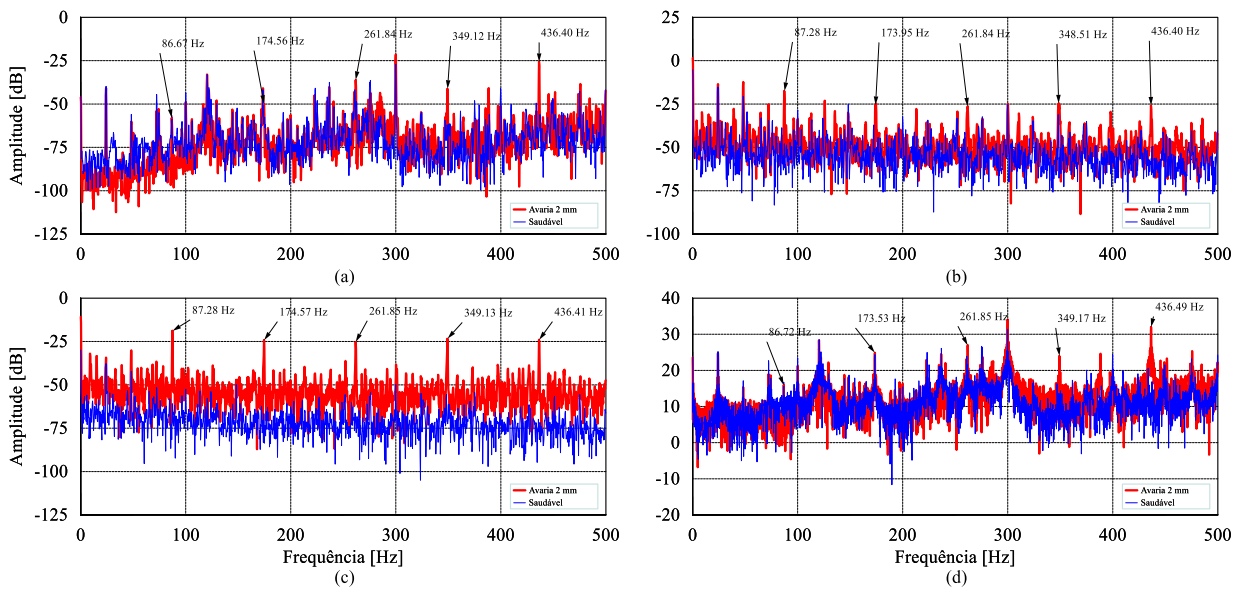 0
-25
-50
-75
-100
-125
Amplitude [dB]
86.67 Hz
174.56 Hz
261.84 Hz
349.12 Hz
436.40 Hz
Avaria 2 mm
Saudável
0
100
200
300
400
500
(a)
25
0
-25
-50
-75
-100
87.28 Hz
173.95 Hz
261.84 Hz
348.51 Hz
436.40 Hz
Avaria 2 mm
Saudável
0
100
200
300
400
500
(b)
0
-25
-50
-75
-100
-125
Amplitude [dB]
87.28 Hz
174.57 Hz
261.85 Hz
349.13 Hz
436.41 Hz
Avaria 2 mm
Saudável
0
100
200
300
400
500
Frequência [Hz]
(c)
40
30
20
10
0
-10
20
86.72 Hz
173.53 Hz
261.85 Hz
349.17 Hz
436.49 Hz
Avaria 2 mm
Saudável
0
100
200
300
400
500
Frequência [Hz]
(d)